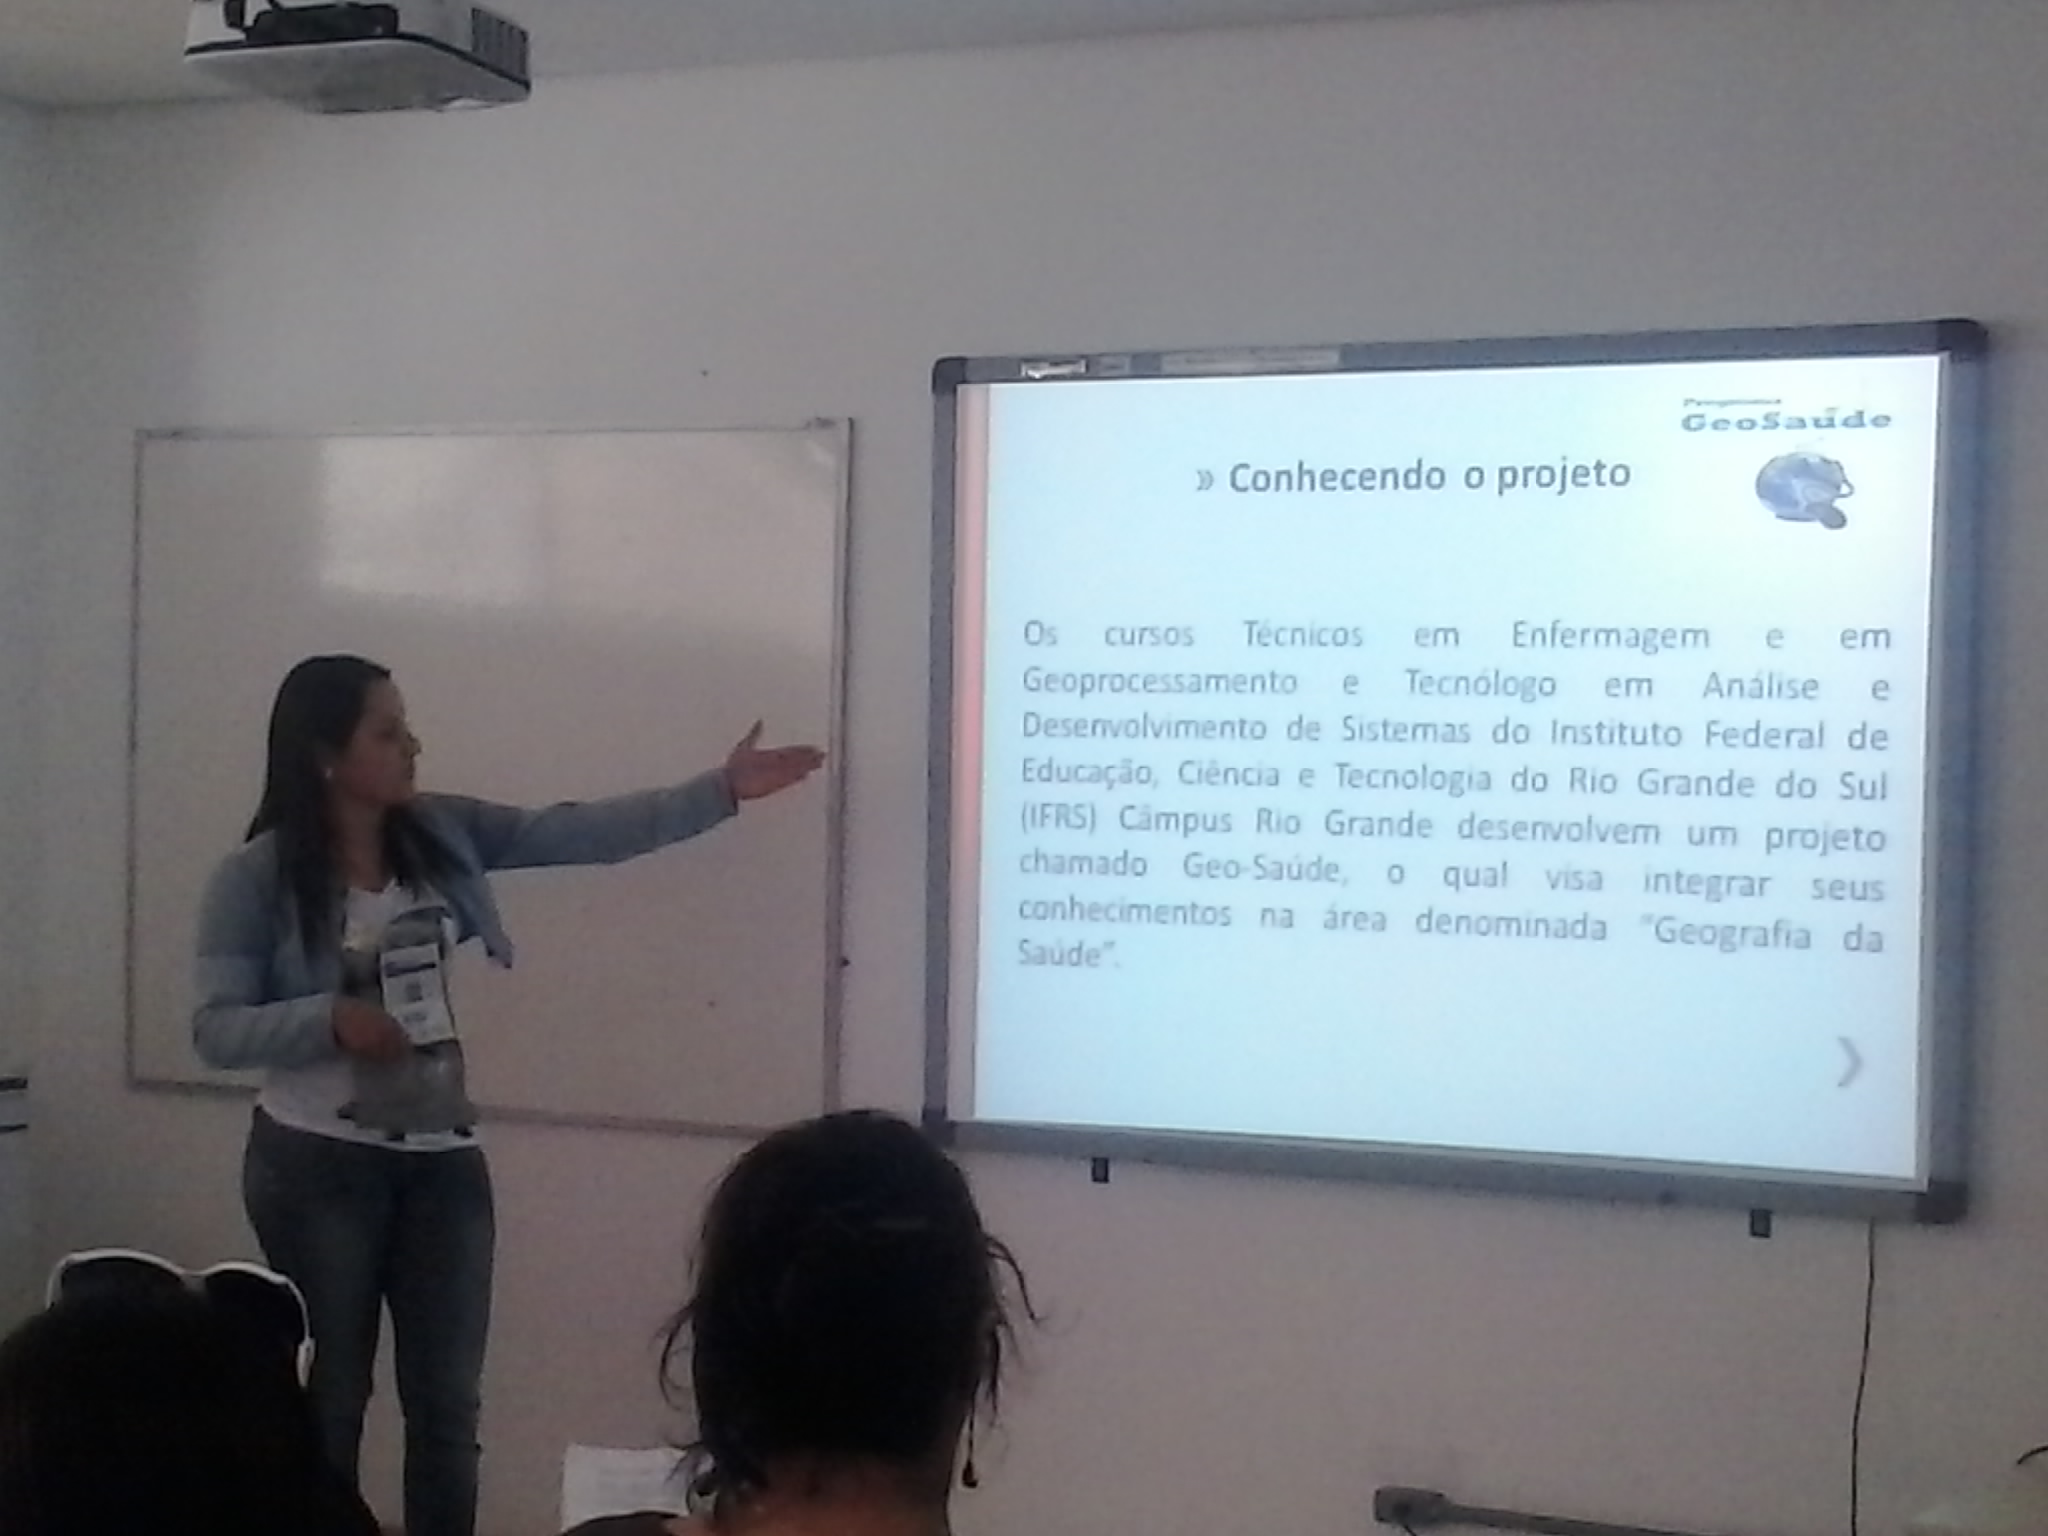 GeoSaúde
» Conhecendo o projeto
Os cursos Técnicos em Enfermagem e em
Geoprocessamento e Tecnólogo em Análise e
Desenvolvimento de Sistemas do Instituto Federal de
Educação, Ciência e Tecnologia do Rio Grande do Sul
(IFRS) Câmpus Rio Grande desenvolvem um projeto
chamado Geo-Saúde, o qual visa integrar seus
conhecimentos na área denominada "Geografia da
Saúde".